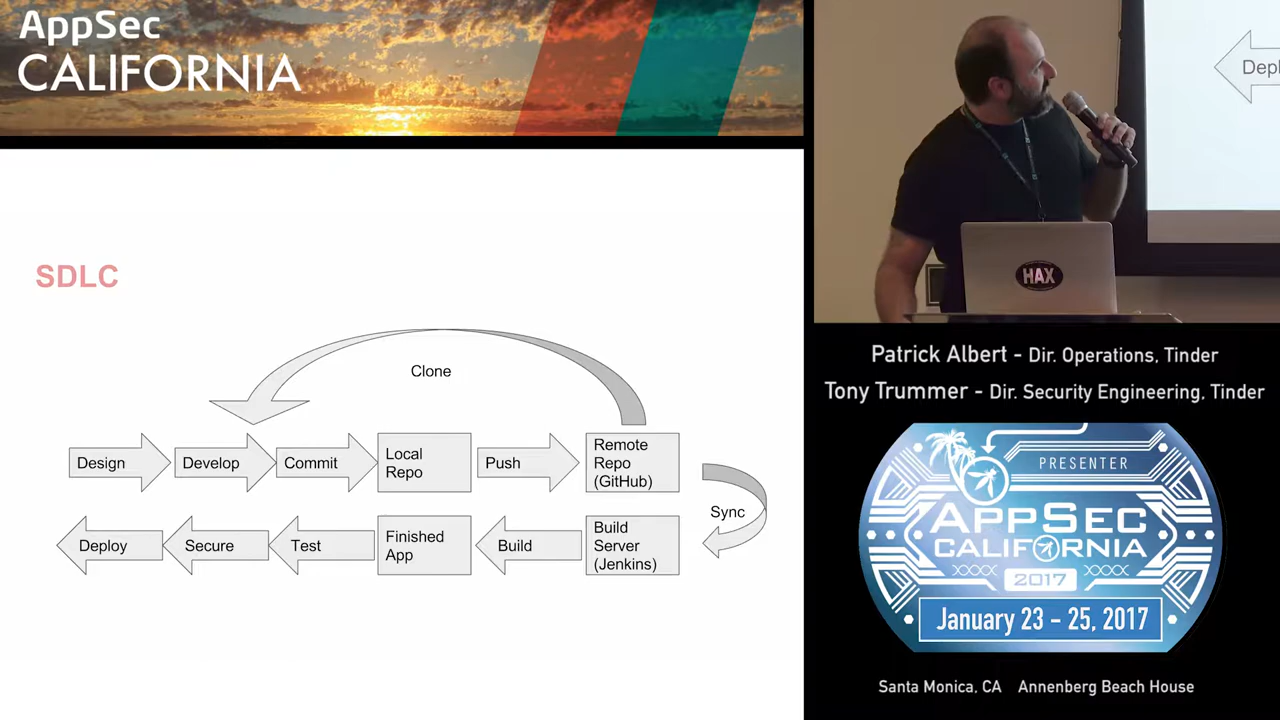 AppSec
CALIFORNIA
SDLC
Clone
Design
Develop
Commit
Local
Repo
Push
Remote
Repo
(GitHub)
Sync
Deploy
Secure
Test
Finished
App
Build
Build
Server
(Jenkins)
Depl
HAX
Patrick Albert - Dir. Operations, Tinder
Tony Trummer - Dir. Security Engineering, Tinder
PRESENTER
APPSEC
CALIFORNIA
2017
January 23 - 25, 2017
Santa Monica, CA Annenberg Beach House